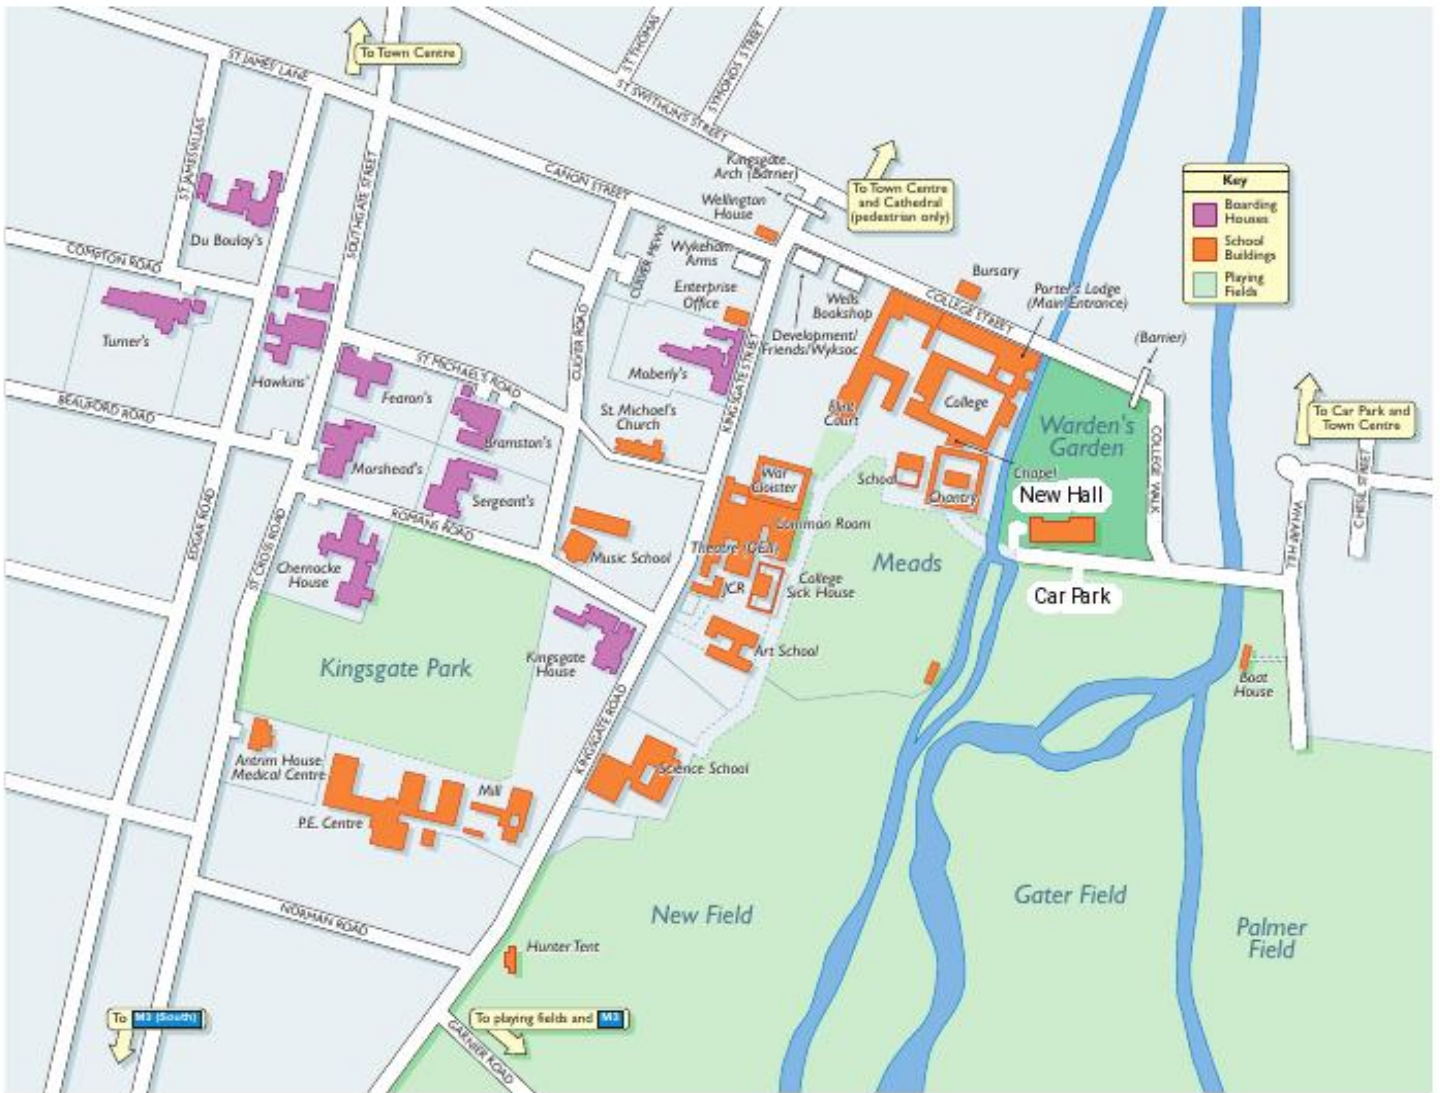 To Town Centre
ST JAMES LANE
ST THOMAS
SYMONDS STREET
ST SWITHUN'S STREET
ST JAMES VILLAS
SOUTHGATE STREET
CANON STREET
Kingsgate
Arch (Barrier)
Wellington
House
To Town Centre
and Cathedral
(pedestrian only)
Key
Boarding
Houses
School
Buildings
Playing
Fields
Du Boulay's
COMPTON ROAD
CULVER MEWS
Wykeham
Arms
Enterprise
Office
Bursary
Porter's Lodge
(Main Entrance)
COLLEGE STREET
Wells
Bookshop
Development/
Friends/Wyksoc
(Barrier)
Turner's
Hawkins'
ST MICHAEL'S ROAD
CULVER ROAD
Moberly's
KINGSGATE STREET
Fearon's
BEAUFORD ROAD
St. Michael's
Church
Flint
Court
College
Warden's
Garden
To Car Park and
Town Centre
Bramston's
Morshead's
Sergeant's
War
Cloister
School
Chantry
Chapel
COLLEGE WALK
CHESIL STREET
WHARF HILL
New Hall
EDGAR ROAD
ST CROSS ROAD
ROMANS ROAD
Music School
Common Room
Theatre (QEII)
Meads
Chernocke
House
JCR
College
Sick House
Car Park
Kingsgate Park
Kingsgate
House
Art School
Boat
House
KINGSGATE ROAD
Antrim House
Medical Centre
Science School
Mill
P.E. Centre
New Field
Gater Field
Palmer
Field
NORMAN ROAD
Hunter Tent
To M3 (South)
To playing fields and M3
GARNIER ROAD